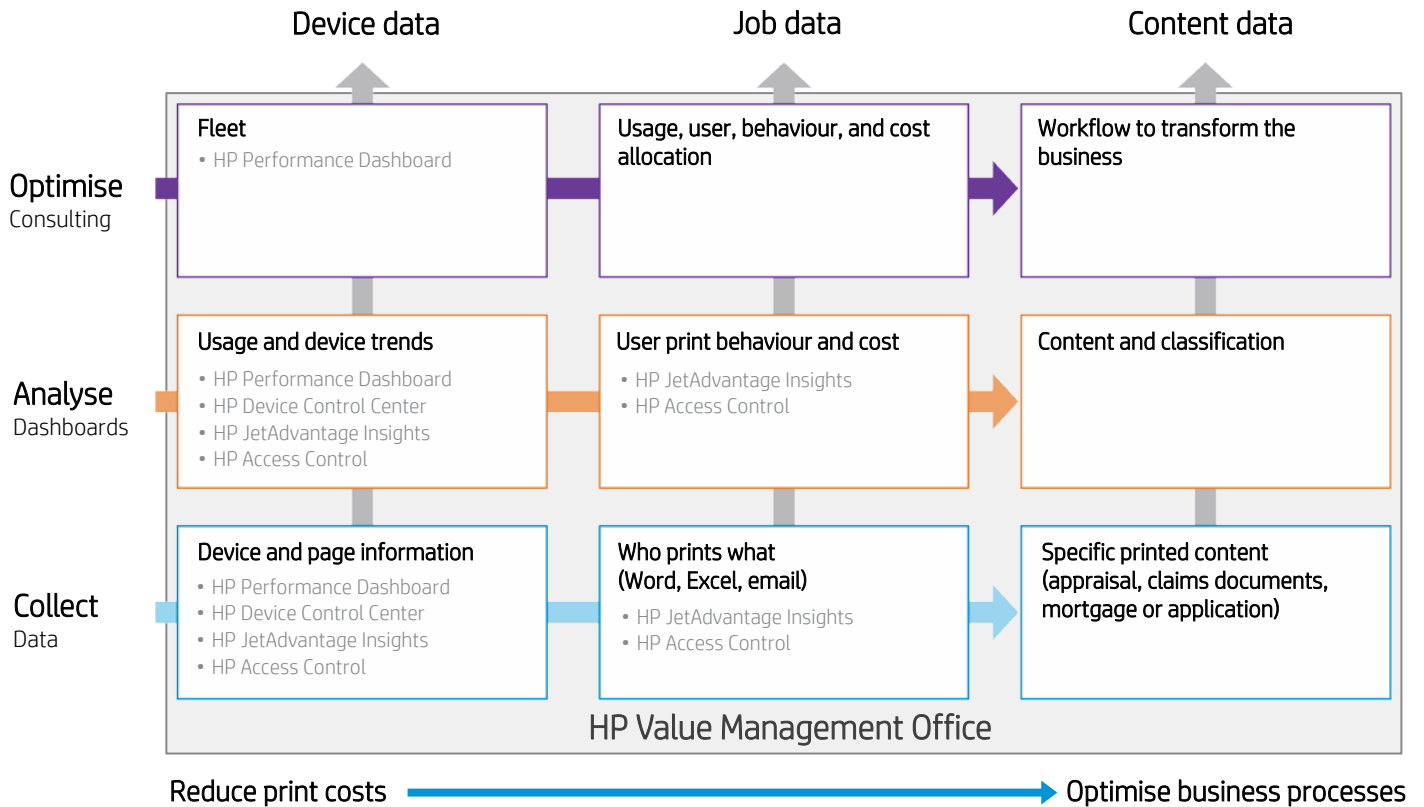 Device data
Job data
Content data
Optimise
Consulting
Fleet
• HP Performance Dashboard
Usage, user, behaviour, and cost
allocation
Workflow to transform the
business
Analyse
Dashboards
Usage and device trends
• HP Performance Dashboard
• HP Device Control Center
• HP JetAdvantage Insights
• HP Access Control
User print behaviour and cost
• HP JetAdvantage Insights
• HP Access Control
Content and classification
Collect
Data
Device and page information
• HP Performance Dashboard
• HP Device Control Center
• HP JetAdvantage Insights
• HP Access Control
Who prints what
(Word, Excel, email)
• HP JetAdvantage Insights
• HP Access Control
Specific printed content
(appraisal, claims documents,
mortgage or application)
HP Value Management Office
Reduce print costs
Optimise business processes